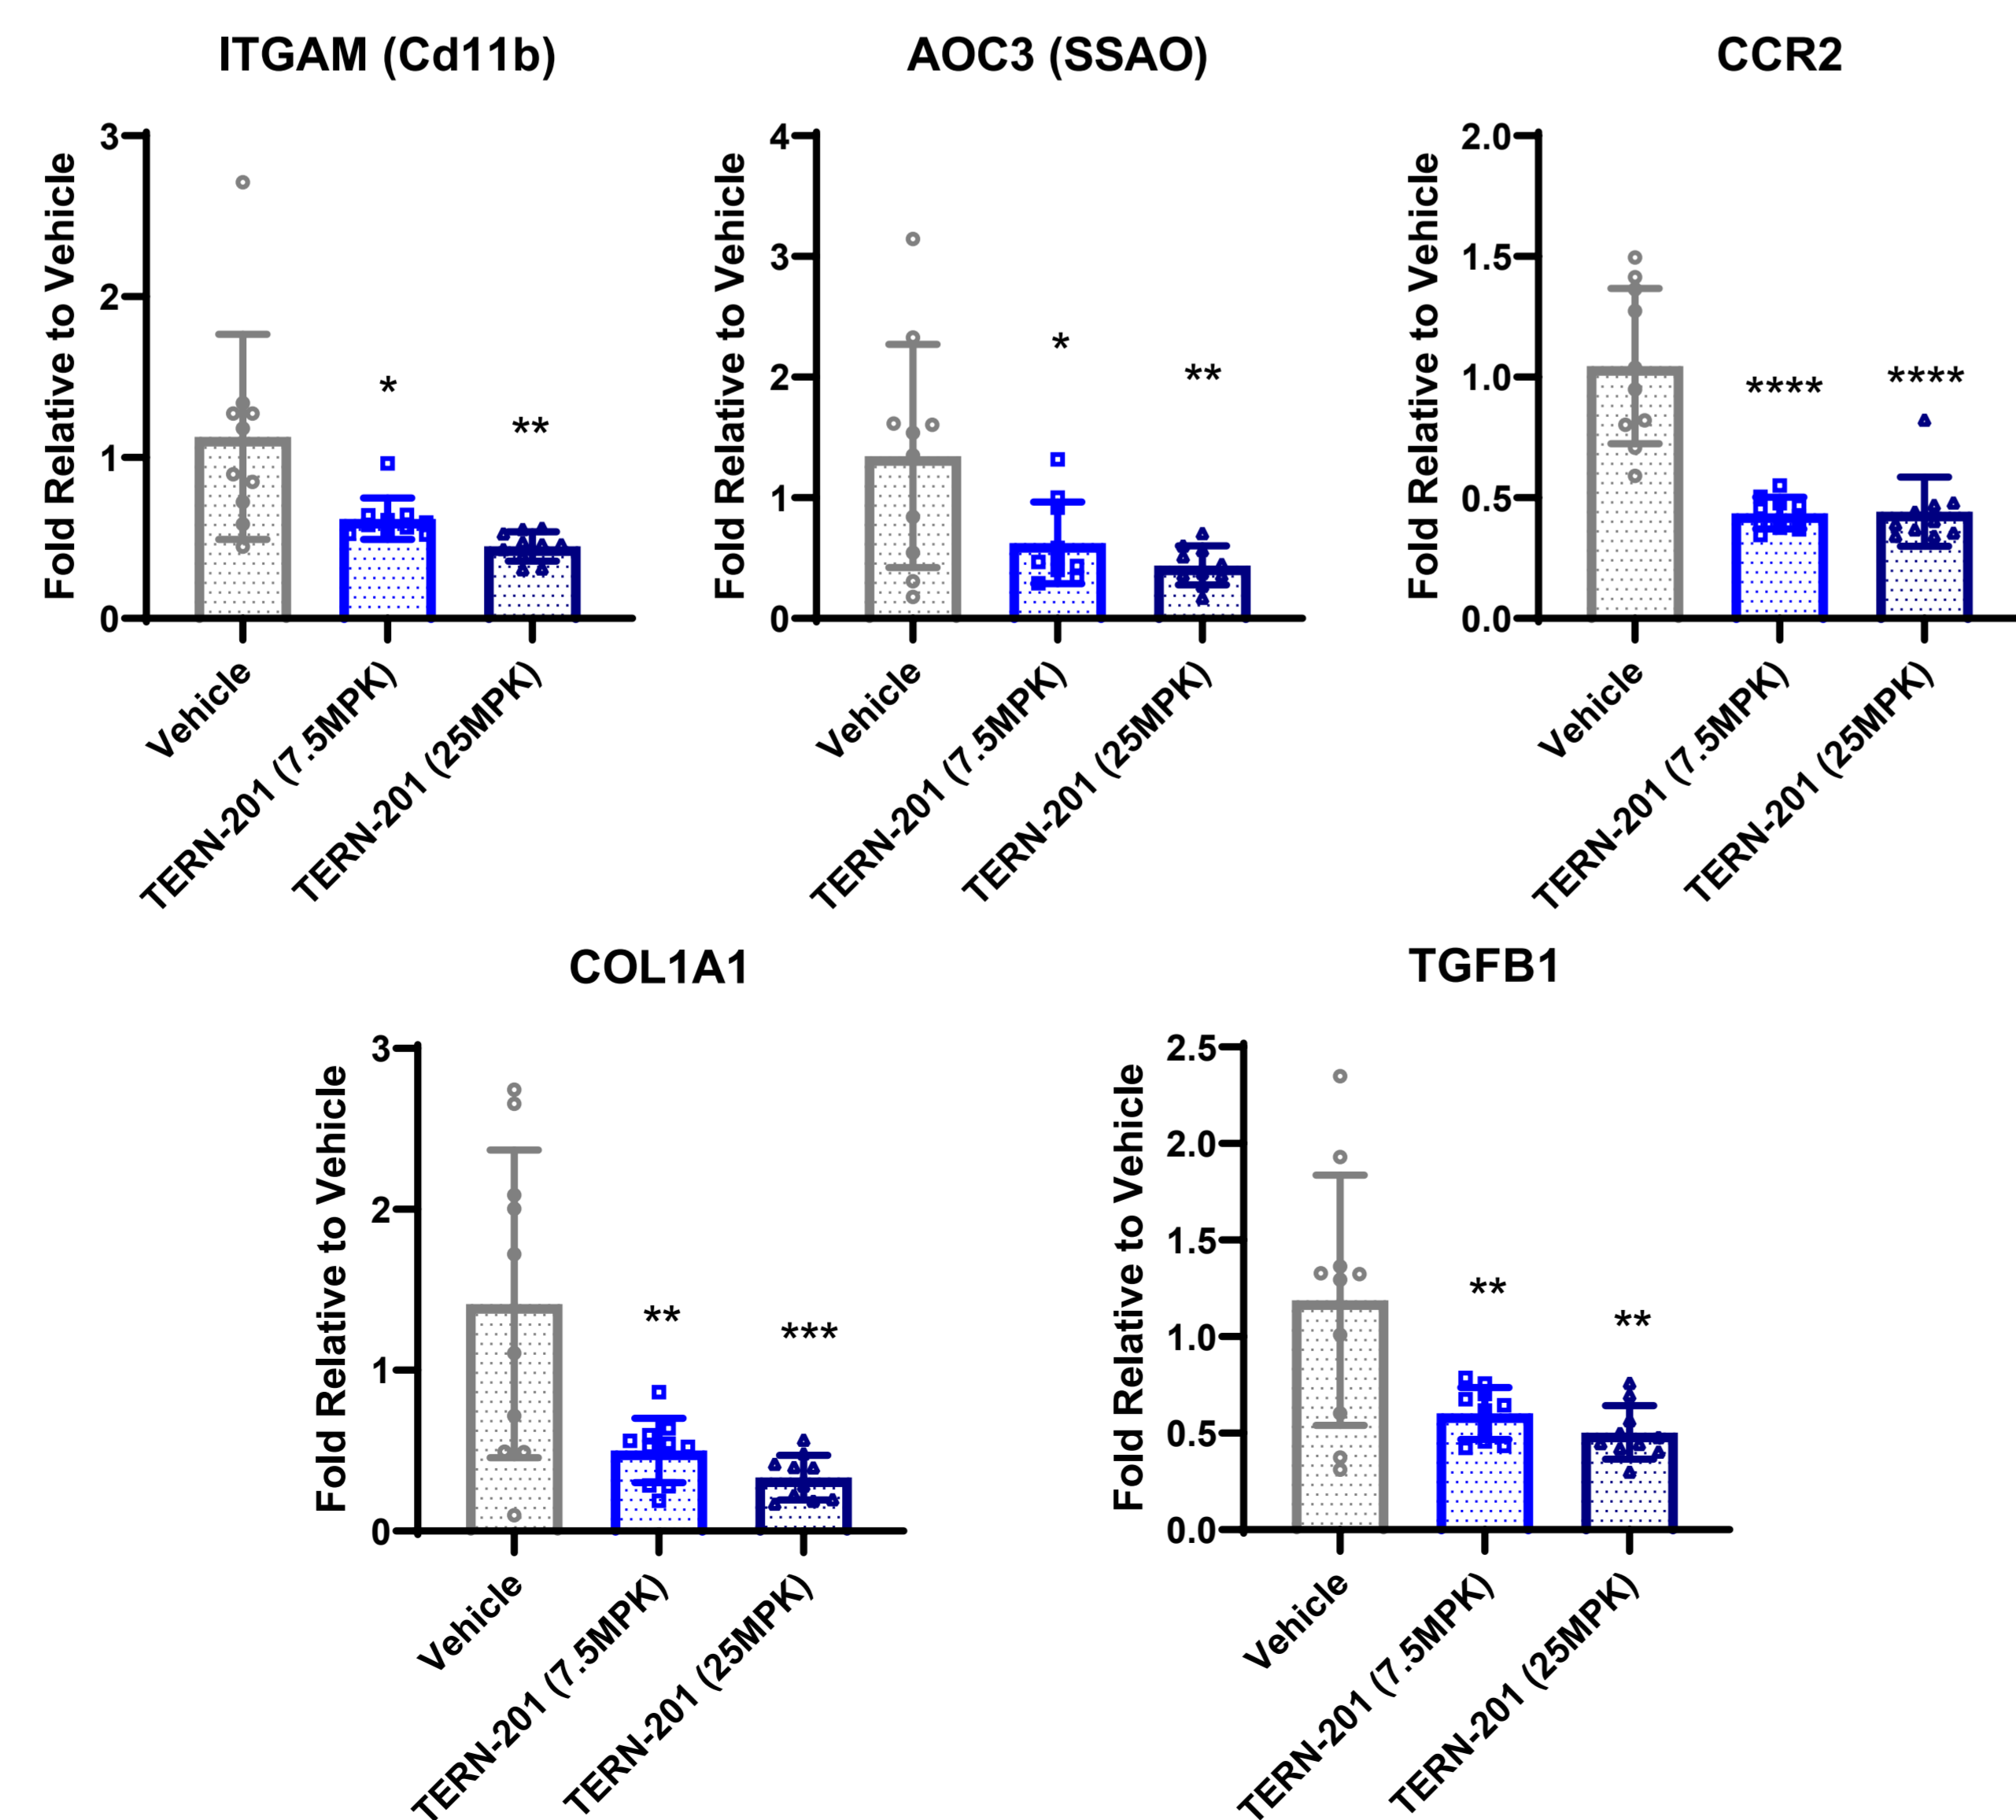 ITGAM (Cd11b)
AOC3 (SSAO)
CCR2
Fold Relative to Vehicle
3
2
1
0
*
**
Vehicle
TERN-201 (7.5MPK)
TERN-201 (25MPK)
Fold Relative to Vehicle
4
3
2
1
0
*
**
Vehicle
TERN-201 (7.5MPK)
TERN-201 (25MPK)
Fold Relative to Vehicle
2.0
1.5
1.0
0.5
0.0
****
****
Vehicle
TERN-201 (7.5MPK)
TERN-201 (25MPK)
COL1A1
TGFB1
Fold Relative to Vehicle
3
2
1
0
**
***
Vehicle
TERN-201 (7.5MPK)
TERN-201 (25MPK)
Fold Relative to Vehicle
2.5
2.0
1.5
1.0
0.5
0.0
**
**
Vehicle
TERN-201 (7.5MPK)
TERN-201 (25MPK)